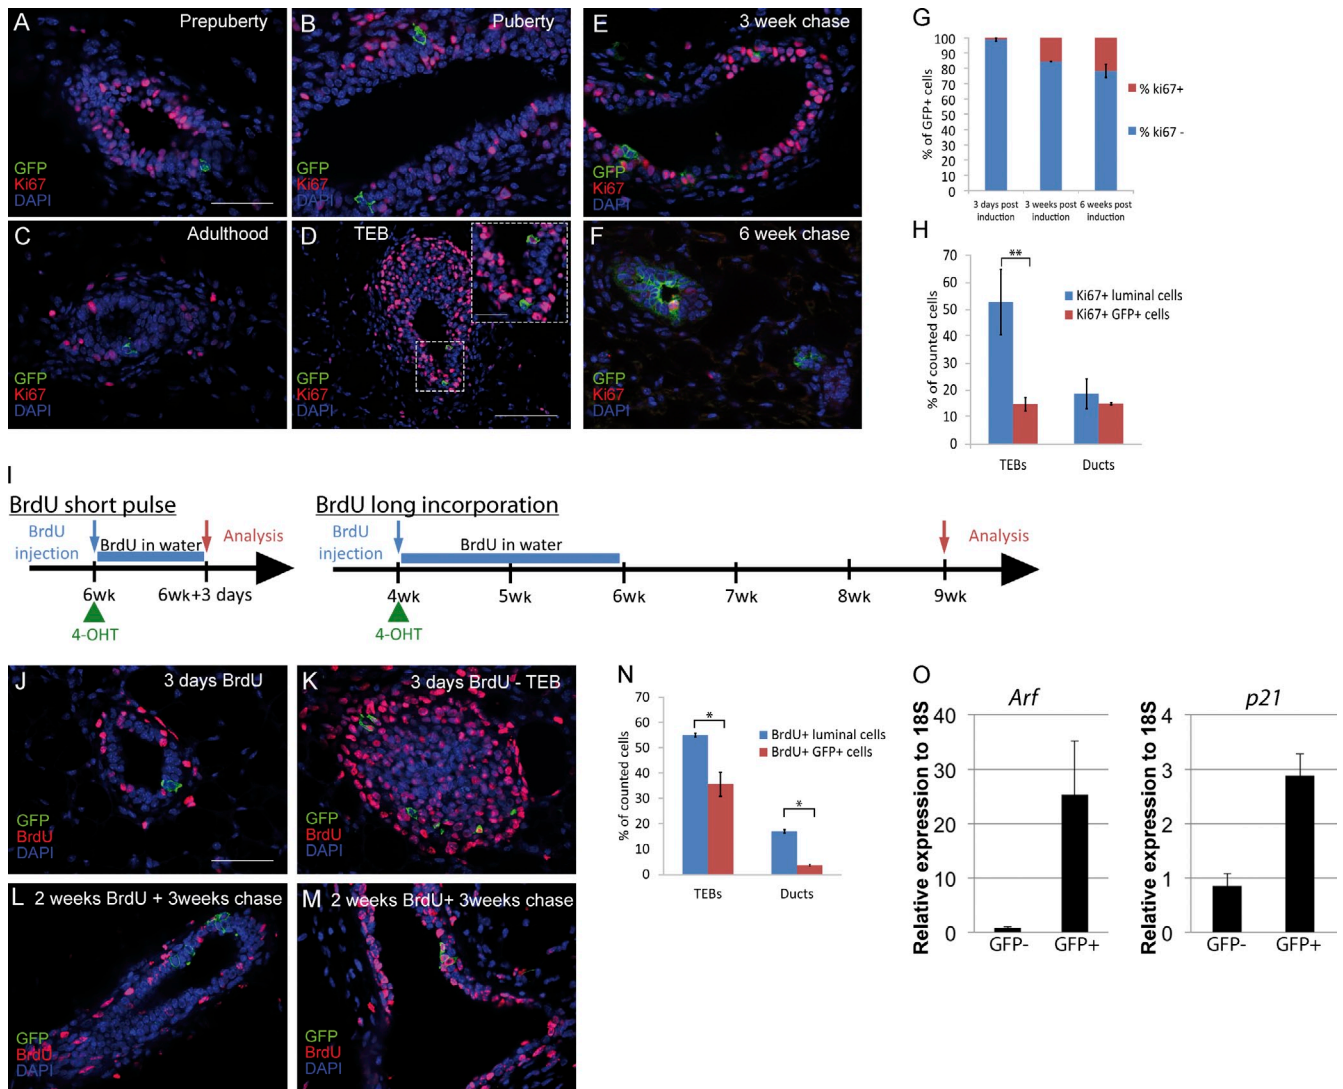 A
Prepuberty
GFP
Ki67
DAPI
B
Puberty
GFP
Ki67
DAPI
E
3 week chase
GFP
Ki67
DAPI
C
Adulthood
GFP
Ki67
DAPI
D
TEB
GFP
Ki67
DAPI
F
6 week chase
GFP
Ki67
DAPI
G
% of GFP+ cells
100
90
80
70
60
50
40
30
20
10
0
3 days post
induction
3 weeks post
induction
6 weeks post
induction
% ki67+
% ki67 -
H
% of counted cells
70
60
50
40
30
20
10
0
**
Ki67+ luminal cells
Ki67+ GFP+ cells
TEBs
Ducts
I
BrdU short pulse
BrdU
injection
BrdU in water
Analysis
6wk
6wk+3 days
4-OHT
BrdU long incorporation
BrdU
injection
BrdU in water
Analysis
4wk
5wk
6wk
7wk
8wk
9wk
4-OHT
J
3 days BrdU
GFP
BrdU
DAPI
K
3 days BrdU - TEB
GFP
BrdU
DAPI
L
2 weeks BrdU + 3weeks chase
GFP
BrdU
DAPI
M
2 weeks BrdU+ 3weeks chase
GFP
BrdU
DAPI
N
% of counted cells
70
60
50
40
30
20
10
0
*
*
BrdU+ luminal cells
BrdU+ GFP+ cells
TEBs
Ducts
O
Arf
Relative expression to 18S
40
30
20
10
0
GFP-
GFP+
p21
Relative expression to 18S
4
3
2
1
0
GFP-
GFP+